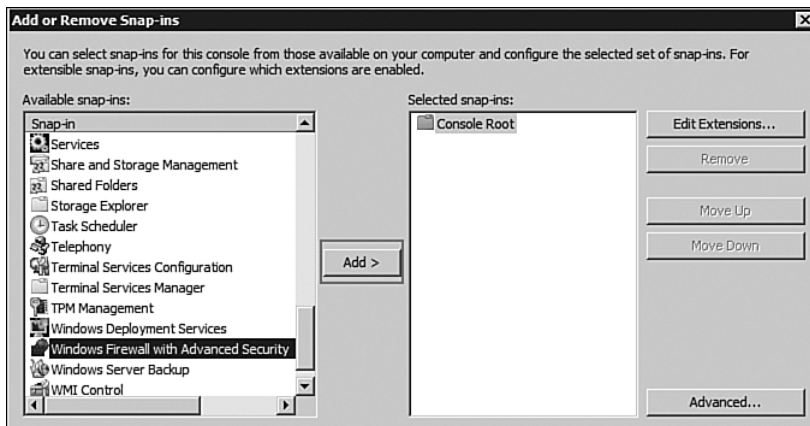 Add or Remove Snap-ins
You can select snap-ins for this console from those available on your computer and configure the selected set of snap-ins. For
extensible snap-ins, you can configure which extensions are enabled.
Available snap-ins:
Snap-in
Services
Share and Storage Management
Shared Folders
Storage Explorer
Task Scheduler
Telephony
Terminal Services Configuration
Terminal Services Manager
TPM Management
Windows Deployment Services
Windows Firewall with Advanced Security
Windows Server Backup
WMI Control
Add >
Selected snap-ins:
Console Root
Edit Extensions...
Remove
Move Up
Move Down
Advanced...